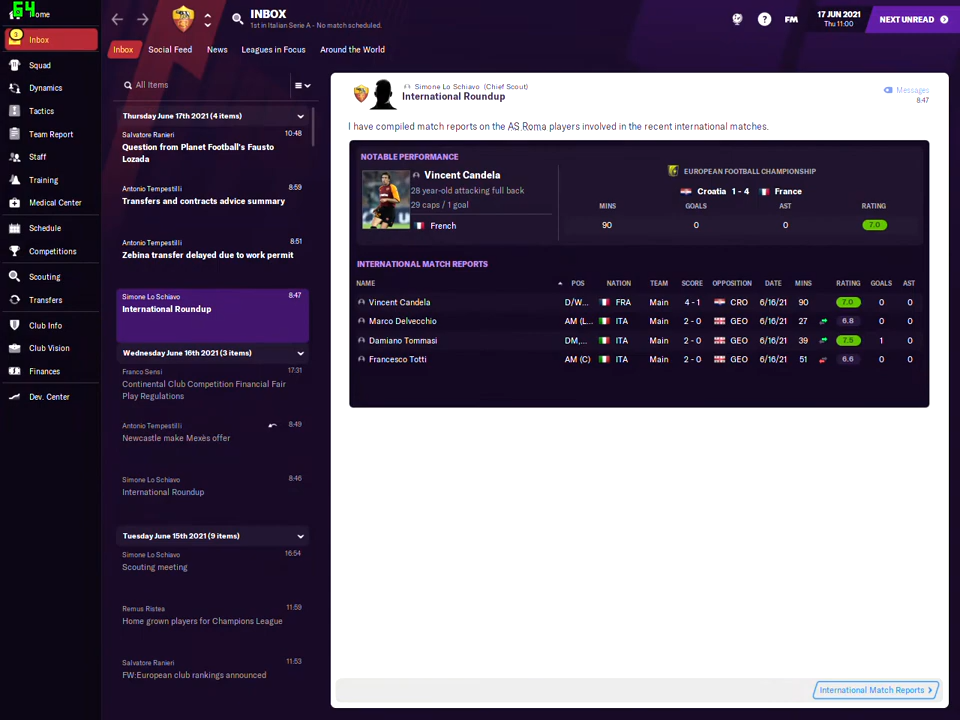 64
Home
INBOX
1st in Italian Serie A - No match scheduled.
FM
17 JUN 2021
Thu 11:00
NEXT UNREAD
3
Inbox
Squad
Dynamics
Tactics
Team Report
Staff
Training
Medical Center
Schedule
Competitions
Scouting
Transfers
Club Info
Club Vision
Finances
Dev. Center
Inbox Social Feed News Leagues in Focus Around the World
All Items
Thursday June 17th 2021 (4 items)
Salvatore Ranieri 10:48
Question from Planet Football's Fausto
Lozada
Antonio Tempestilli 8:59
Transfers and contracts advice summary
Antonio Tempestilli 8:51
Zebina transfer delayed due to work permit
Simone Lo Schiavo 8:47
International Roundup
Wednesday June 16th 2021 (3 items)
Franco Sensi 17:31
Continental Club Competition Financial Fair
Play Regulations
Antonio Tempestilli 8:49
Newcastle make Mexès offer
Simone Lo Schiavo 8:46
International Roundup
Tuesday June 15th 2021 (9 items)
Simone Lo Schiavo 16:54
Scouting meeting
Remus Ristea 11:59
Home grown players for Champions League
Salvatore Ranieri 11:53
FW:European club rankings announced
Simone Lo Schiavo (Chief Scout)
International Roundup
Messages
8:47
I have compiled match reports on the AS Roma players involved in the recent international matches.
NOTABLE PERFORMANCE
Vincent Candela
28 year-old attacking full back
29 caps / 1 goal
French
EUROPEAN FOOTBALL CHAMPIONSHIP
Croatia 1 - 4 France
MINS GOALS AST RATING
90 0 0 7.0
INTERNATIONAL MATCH REPORTS
NAME POS NATION TEAM SCORE OPPOSITION DATE MINS RATING GOALS AST
Vincent Candela D/W... FRA Main 4 - 1 CRO 6/16/21 90 7.0 0 0
Marco Delvecchio AM (L... ITA Main 2 - 0 GEO 6/16/21 27 6.8 0 0
Damiano Tommasi DM,... ITA Main 2 - 0 GEO 6/16/21 39 7.5 1 0
Francesco Totti AM (C) ITA Main 2 - 0 GEO 6/16/21 51 6.6 0 0
International Match Reports